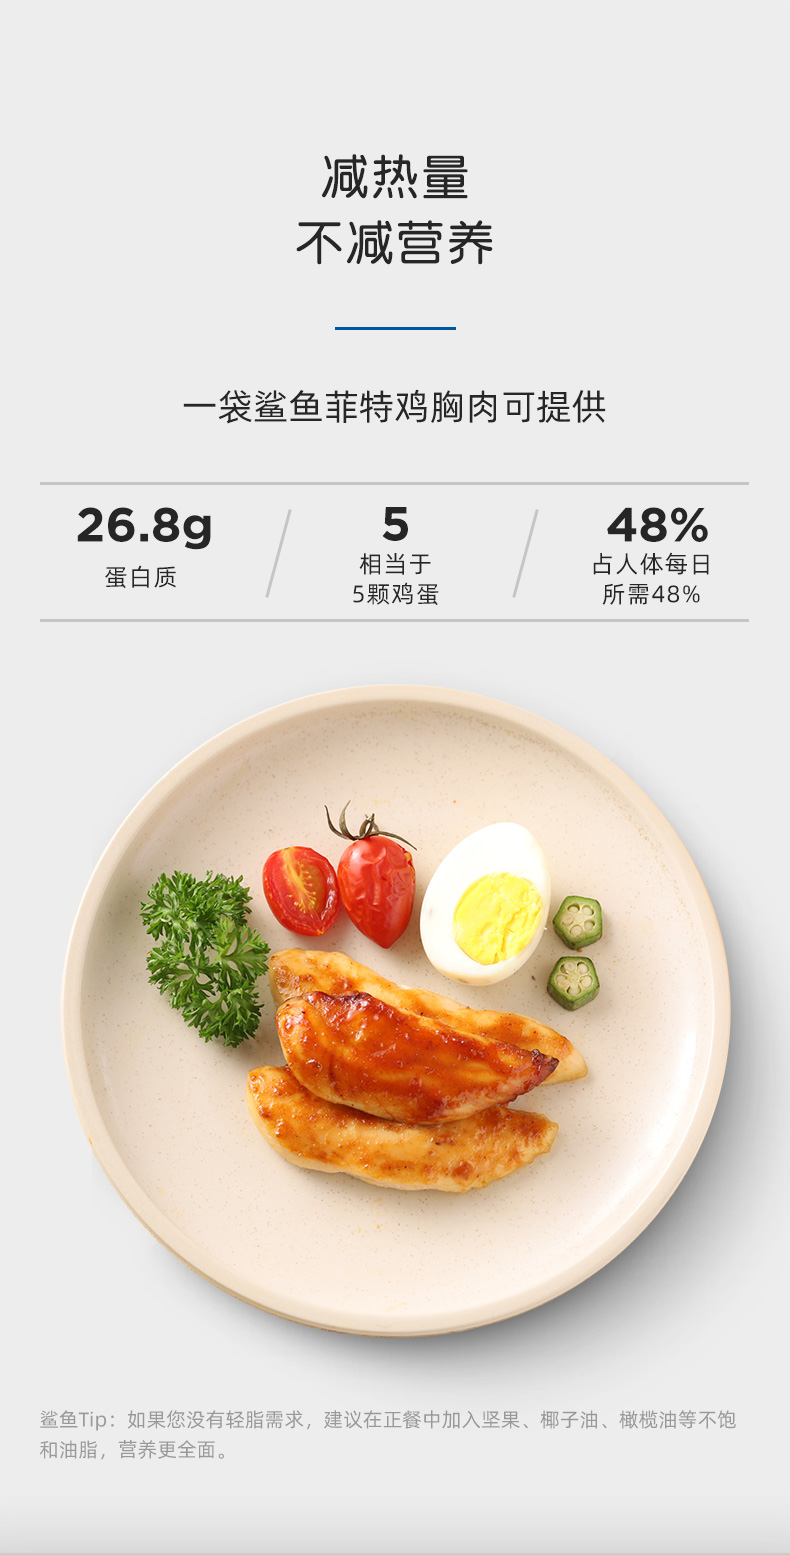 减热量
不减营养
一袋鲨鱼菲特鸡胸肉可提供
26.8g
蛋白质
5
相当于
5颗鸡蛋
48%
占人体每日
所需48%
鲨鱼Tip：如果您没有轻脂需求，建议在正餐中加入坚果、椰子油、橄榄油等不饱
和油脂，营养更全面。